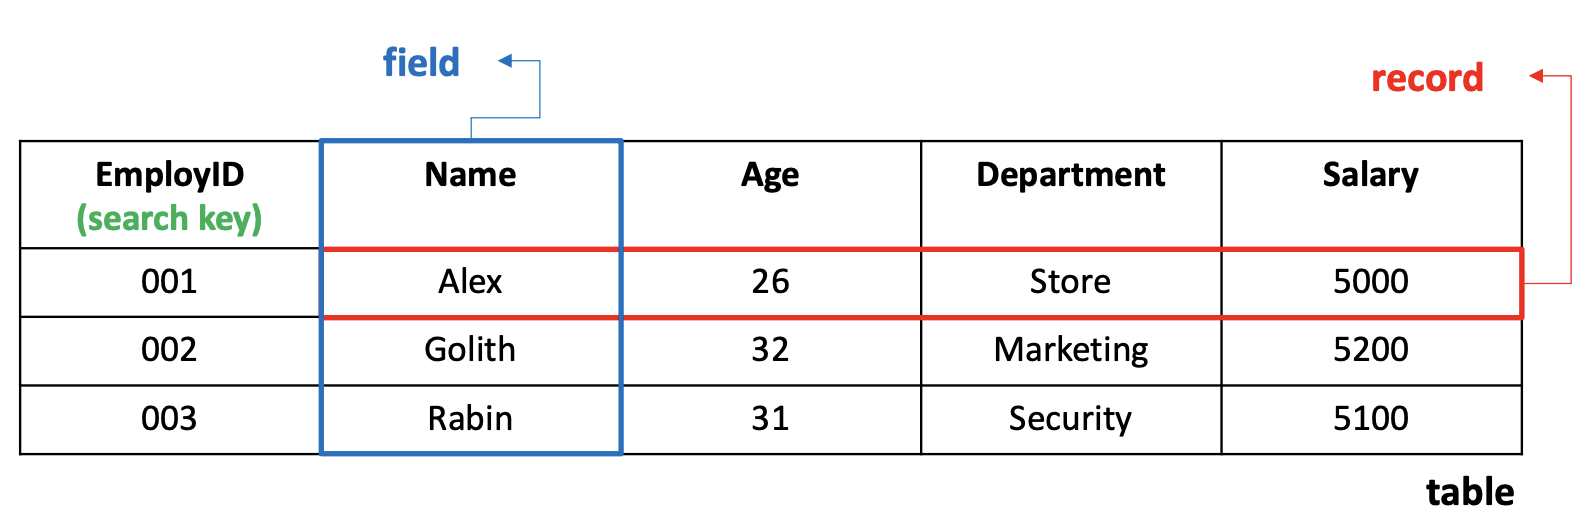 field
record
EmployID Name Age Department Salary
(search key)
001 Alex 26 Store 5000
002 Golith 32 Marketing 5200
003 Rabin 31 Security 5100
table